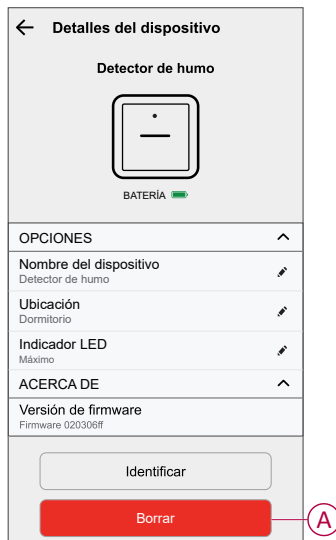 Detalles del dispositivo
Detector de humo
BATERÍA
OPCIONES
Nombre del dispositivo
Detector de humo
Ubicación
Dormitorio
Indicador LED
Máximo
ACERCA DE
Versión de firmware
Firmware 020306ff
Identificar
Borrar
A